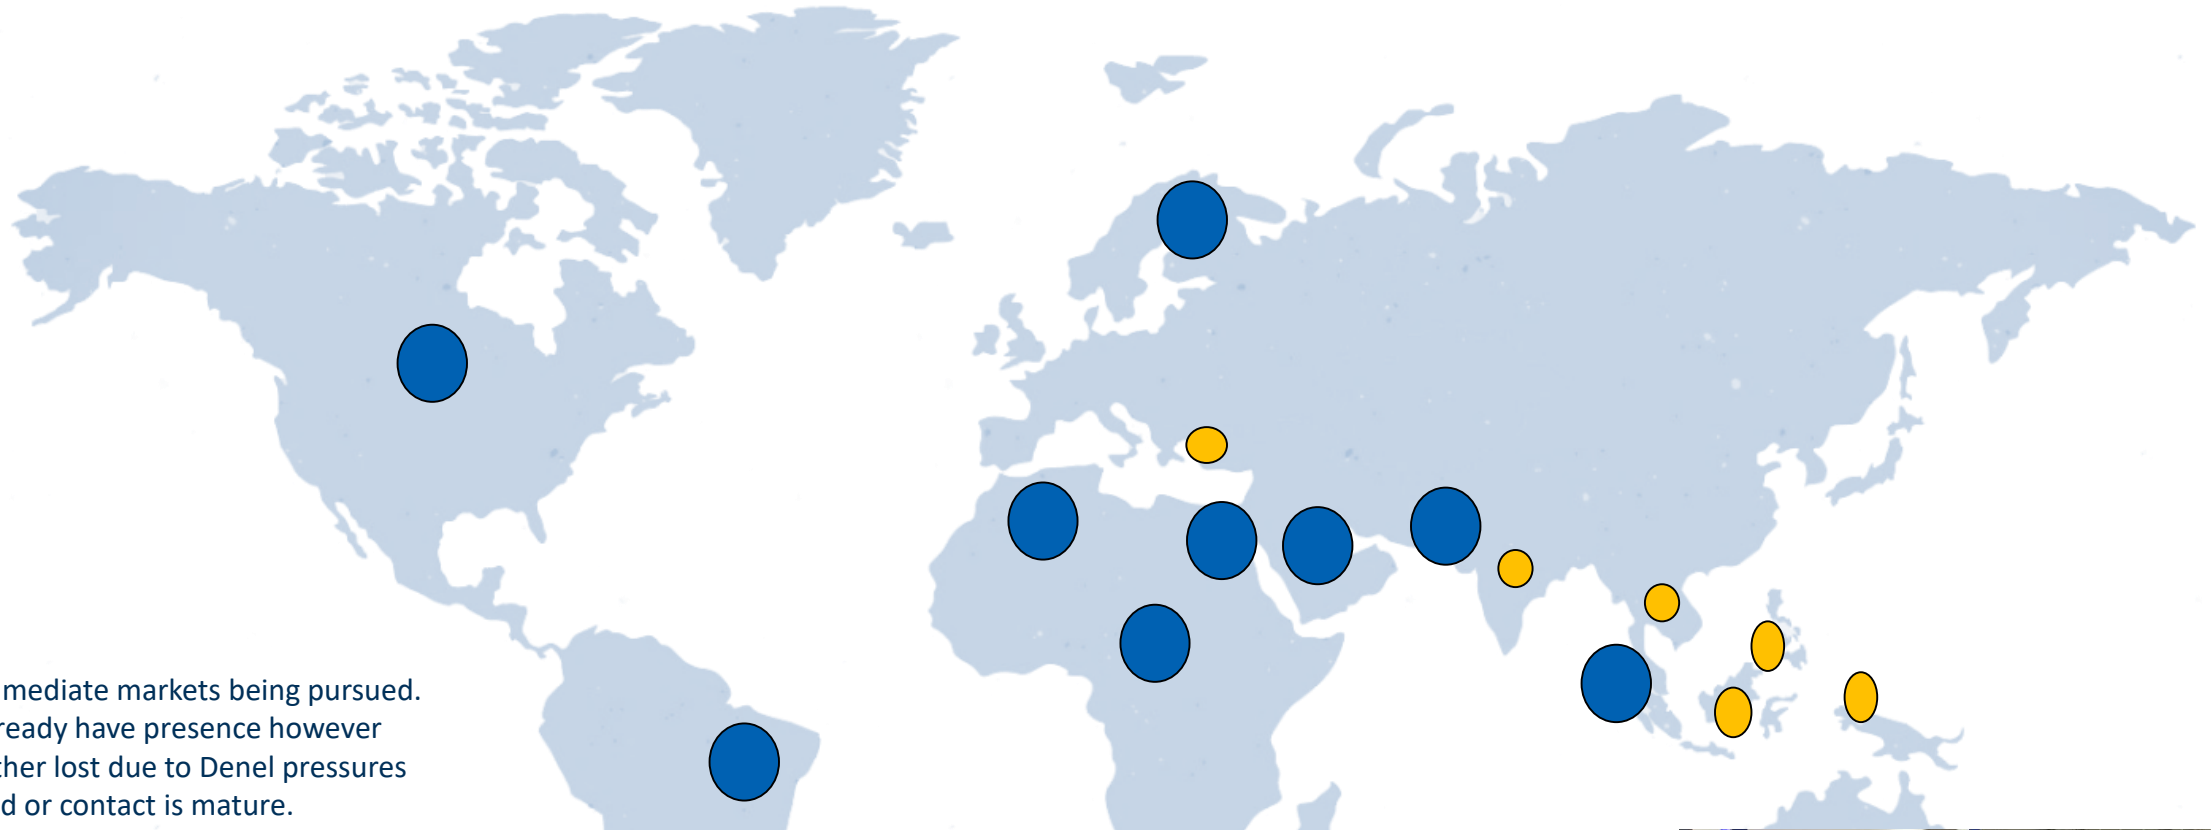 mediate markets being pursued.
ready have presence however
ther lost due to Denel pressures
d or contact is mature.